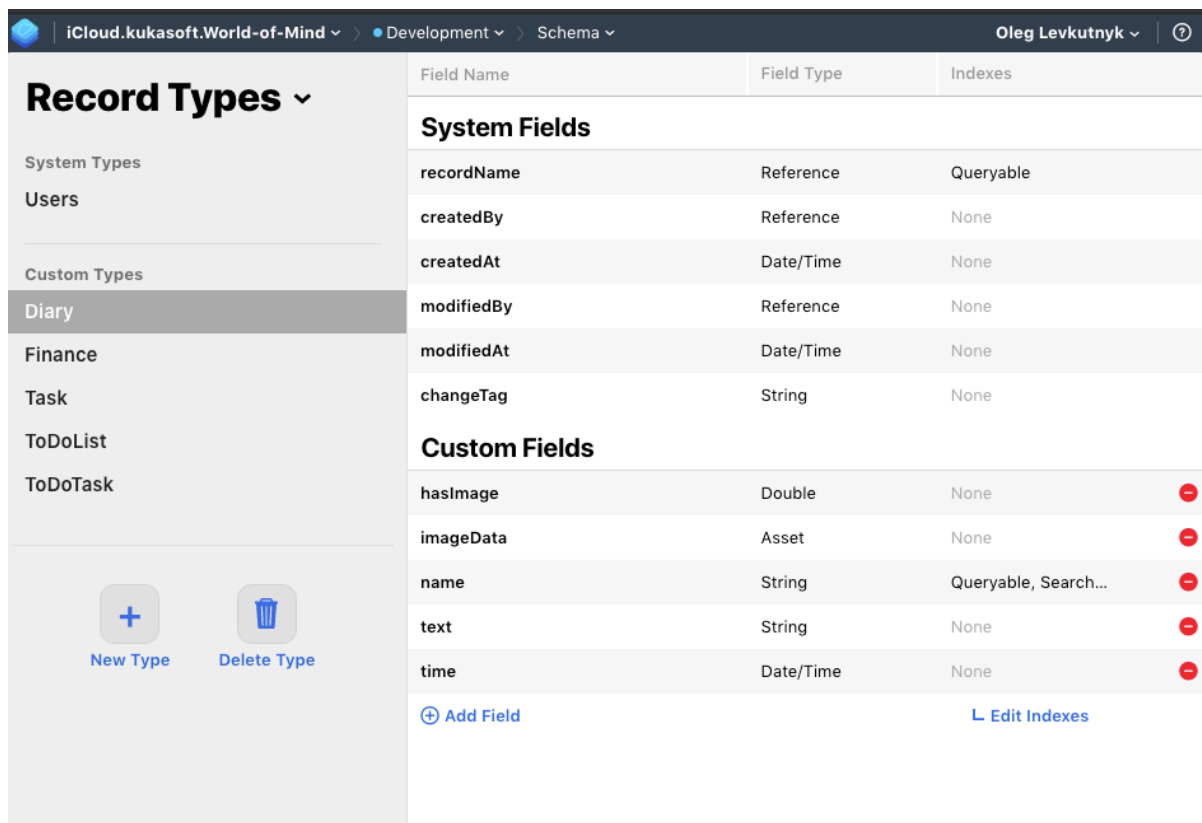 iCloud.kukasoft.World-of-Mind Development Schema Oleg Levkutnyk ?
Record Types
System Types
Users
Custom Types
Diary
Finance
Task
ToDoList
ToDoTask
New Type Delete Type
Field Name Field Type Indexes
System Fields
recordName Reference Queryable
createdBy Reference None
createdAt Date/Time None
modifiedBy Reference None
modifiedAt Date/Time None
changeTag String None
Custom Fields
hasImage Double None
imageData Asset None
name String Queryable, Search...
text String None
time Date/Time None
Add Field Edit Indexes